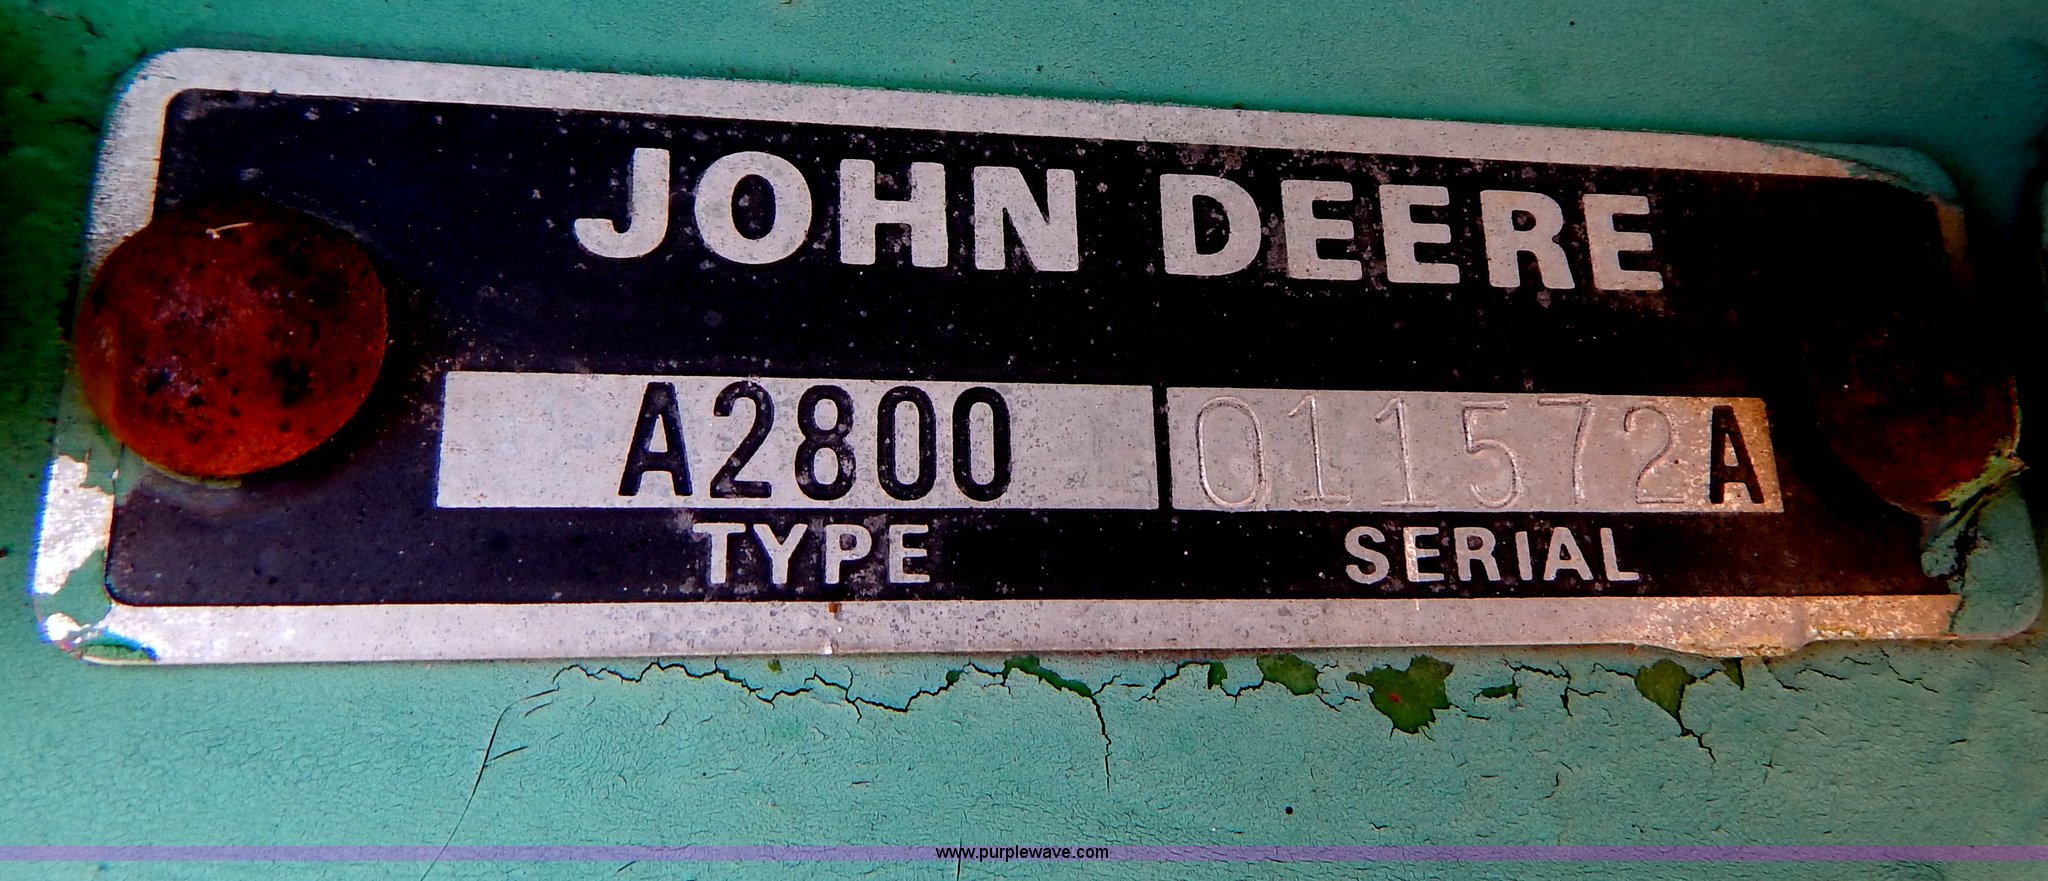 JOHN DEERE
A2800 011572A
TYPE SERIAL
www.purplewave.com